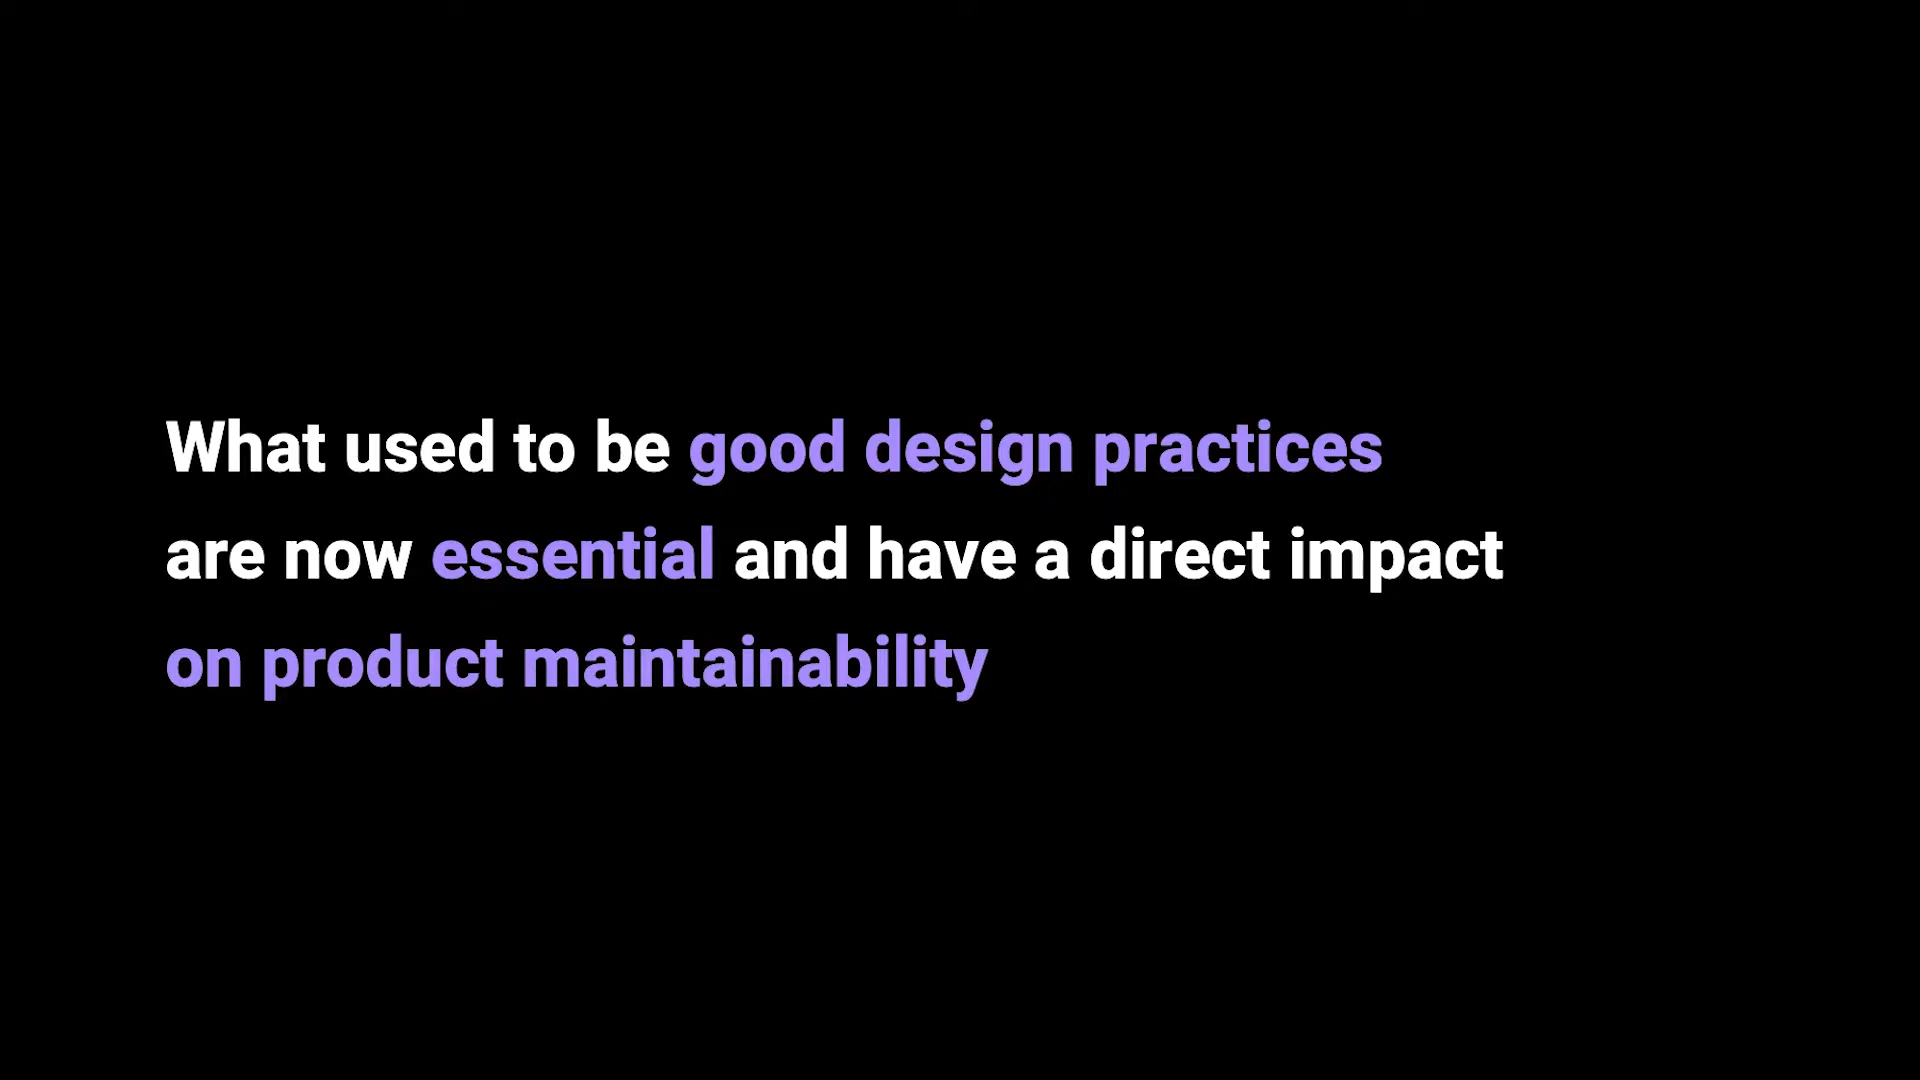 What used to be good design practices
are now essential and have a direct impact
on product maintainability